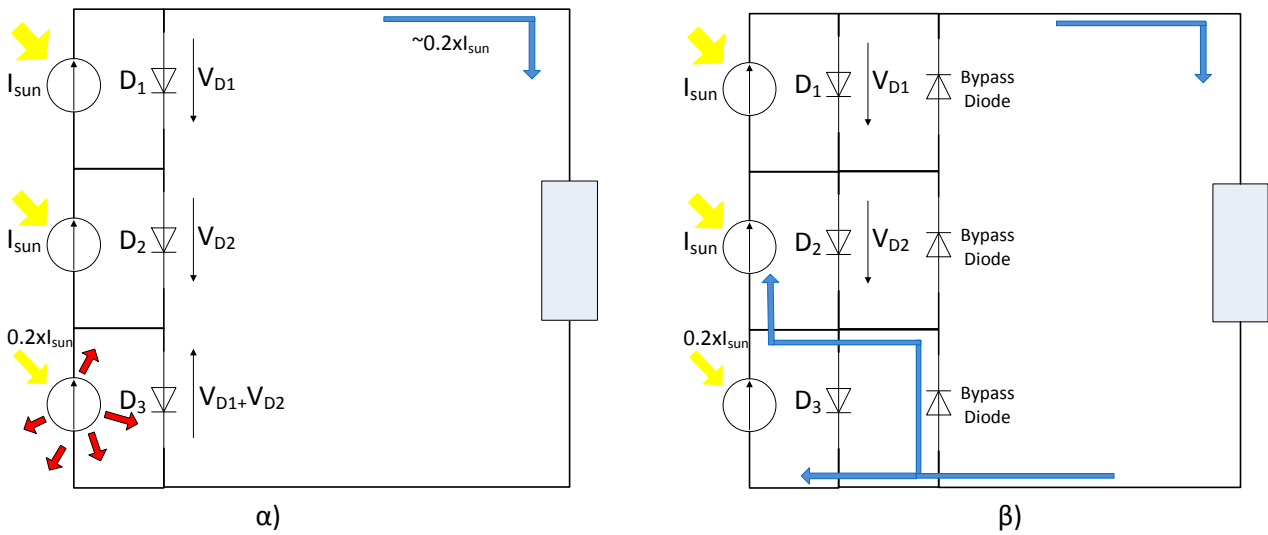 ~0.2xIsun
Isun
D1
VD1
Isun
D2
VD2
0.2xIsun
D3
VD1+VD2
α)
Isun
D1
VD1
Bypass
Diode
Isun
D2
VD2
Bypass
Diode
0.2xIsun
D3
Bypass
Diode
β)